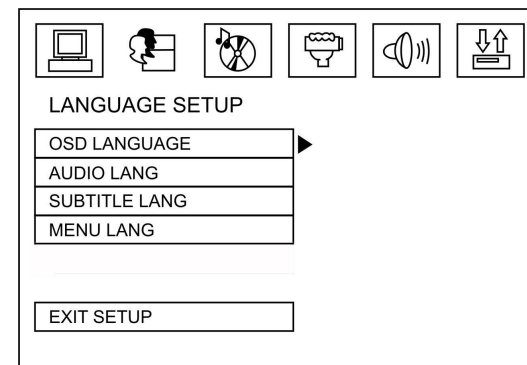 LANGUAGE SETUP
OSD LANGUAGE
AUDIO LANG
SUBTITLE LANG
MENU LANG
EXIT SETUP